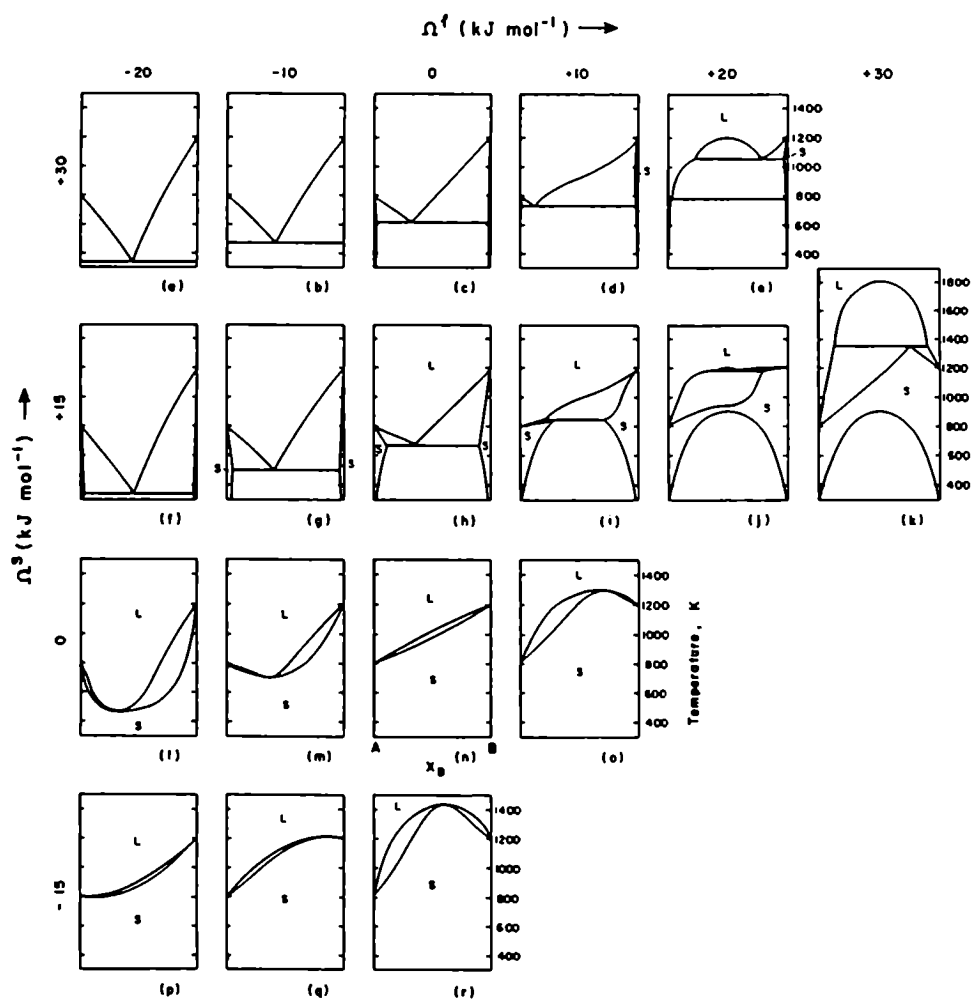 Ωℓ (kJ mol⁻¹) →
-20 -10 0 +10 +20 +30
Ωˢ (kJ mol⁻¹) →
+30
L
1400
1200
S
1000
800
600
400
S
(a) (b) (c) (d) (e)
+15
L
1800
1600
1400
1200
S
1000
800
600
400
L
L
L
S S
S S
S S
S
(f) (g) (h) (i) (j) (k)
0
L L L L
1400
1200
1000
800
600
400
S S S S
Temperature, K
A B
(l) (m) (n) (o)
X_B
-15
L L L
1400
1200
1000
800
600
400
S S S
(p) (q) (r)